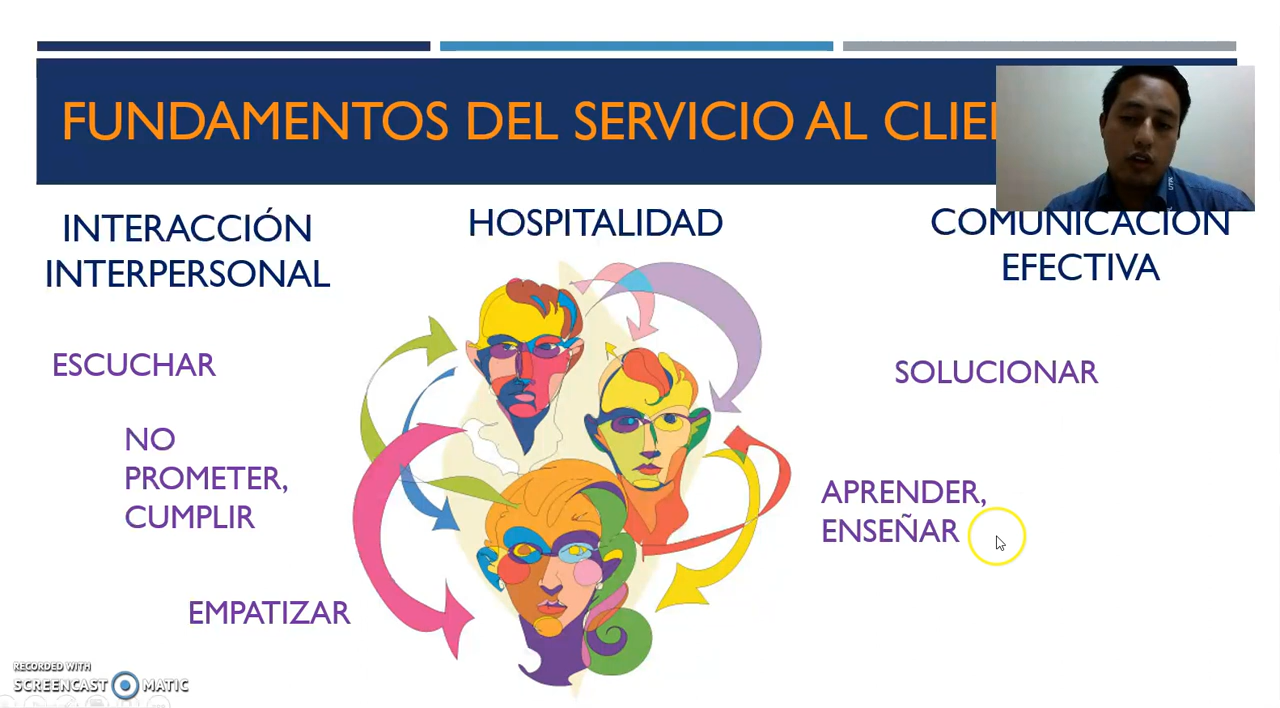 FUNDAMENTOS DEL SERVICIO AL
INTERACCIÓN
INTERPERSONAL
HOSPITALIDAD
COMUNICACIÓN
EFECTIVA
ESCUCHAR
NO
PROMETER,
CUMPLIR
EMPATIZAR
SOLUCIONAR
APRENDER,
ENSEÑAR
RECORDED WITH
SCREENCAST MATIC